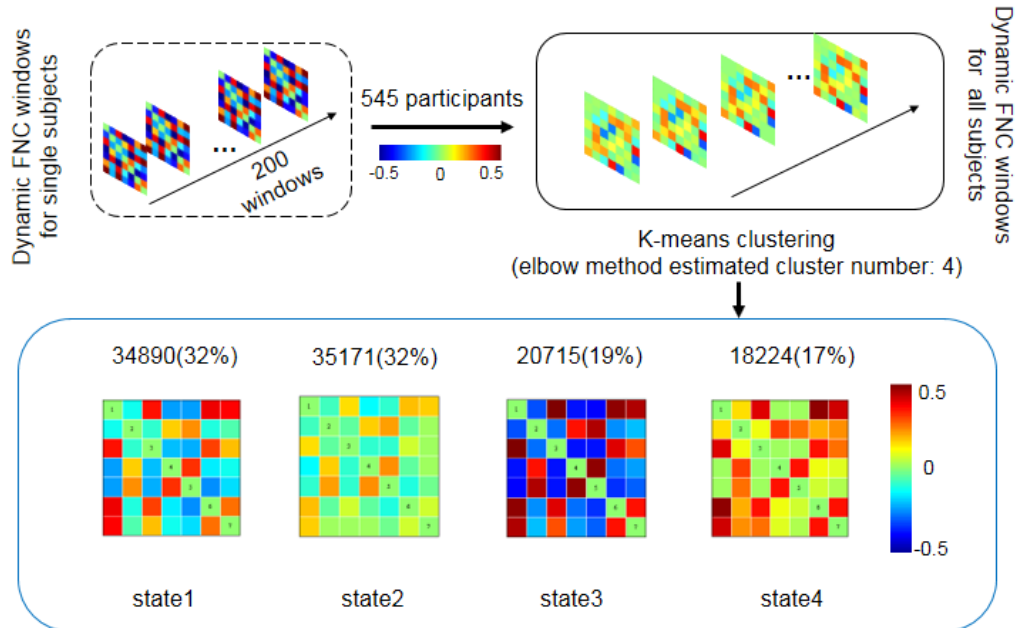 Dynamic FNC windows
for single subjects
...
200
windows
545 participants
-0.5 0 0.5
...
Dynamic FNC windows
for all subjects
K-means clustering
(elbow method estimated cluster number: 4)
34890(32%) 35171(32%) 20715(19%) 18224(17%)
0.5
0
-0.5
state1 state2 state3 state4